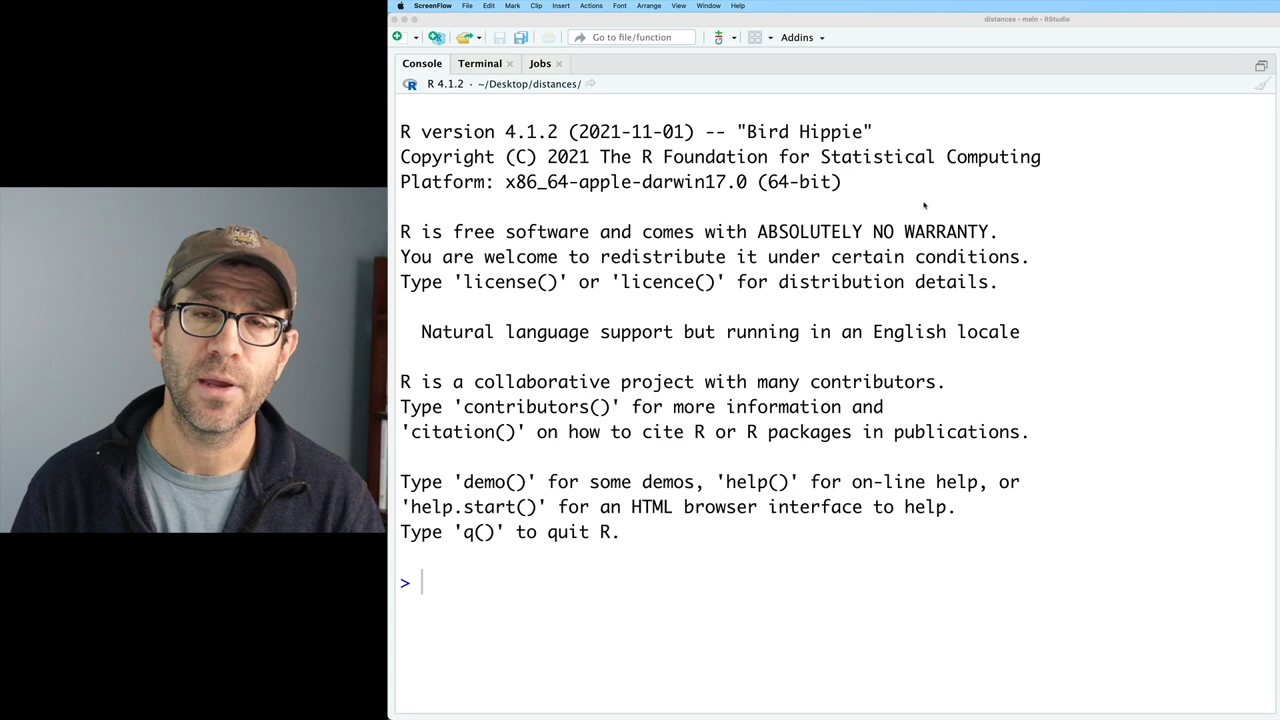 ScreenFlow File Edit Mark Clip Insert Actions Font Arrange View Window Help
distances - main - RStudio
Go to file/function Addins
Console Terminal Jobs
R 4.1.2 · ~/Desktop/distances/
R version 4.1.2 (2021-11-01) -- "Bird Hippie"
Copyright (C) 2021 The R Foundation for Statistical Computing
Platform: x86_64-apple-darwin17.0 (64-bit)
R is free software and comes with ABSOLUTELY NO WARRANTY.
You are welcome to redistribute it under certain conditions.
Type 'license()' or 'licence()' for distribution details.
Natural language support but running in an English locale
R is a collaborative project with many contributors.
Type 'contributors()' for more information and
'citation()' on how to cite R or R packages in publications.
Type 'demo()' for some demos, 'help()' for on-line help, or
'help.start()' for an HTML browser interface to help.
Type 'q()' to quit R.
>